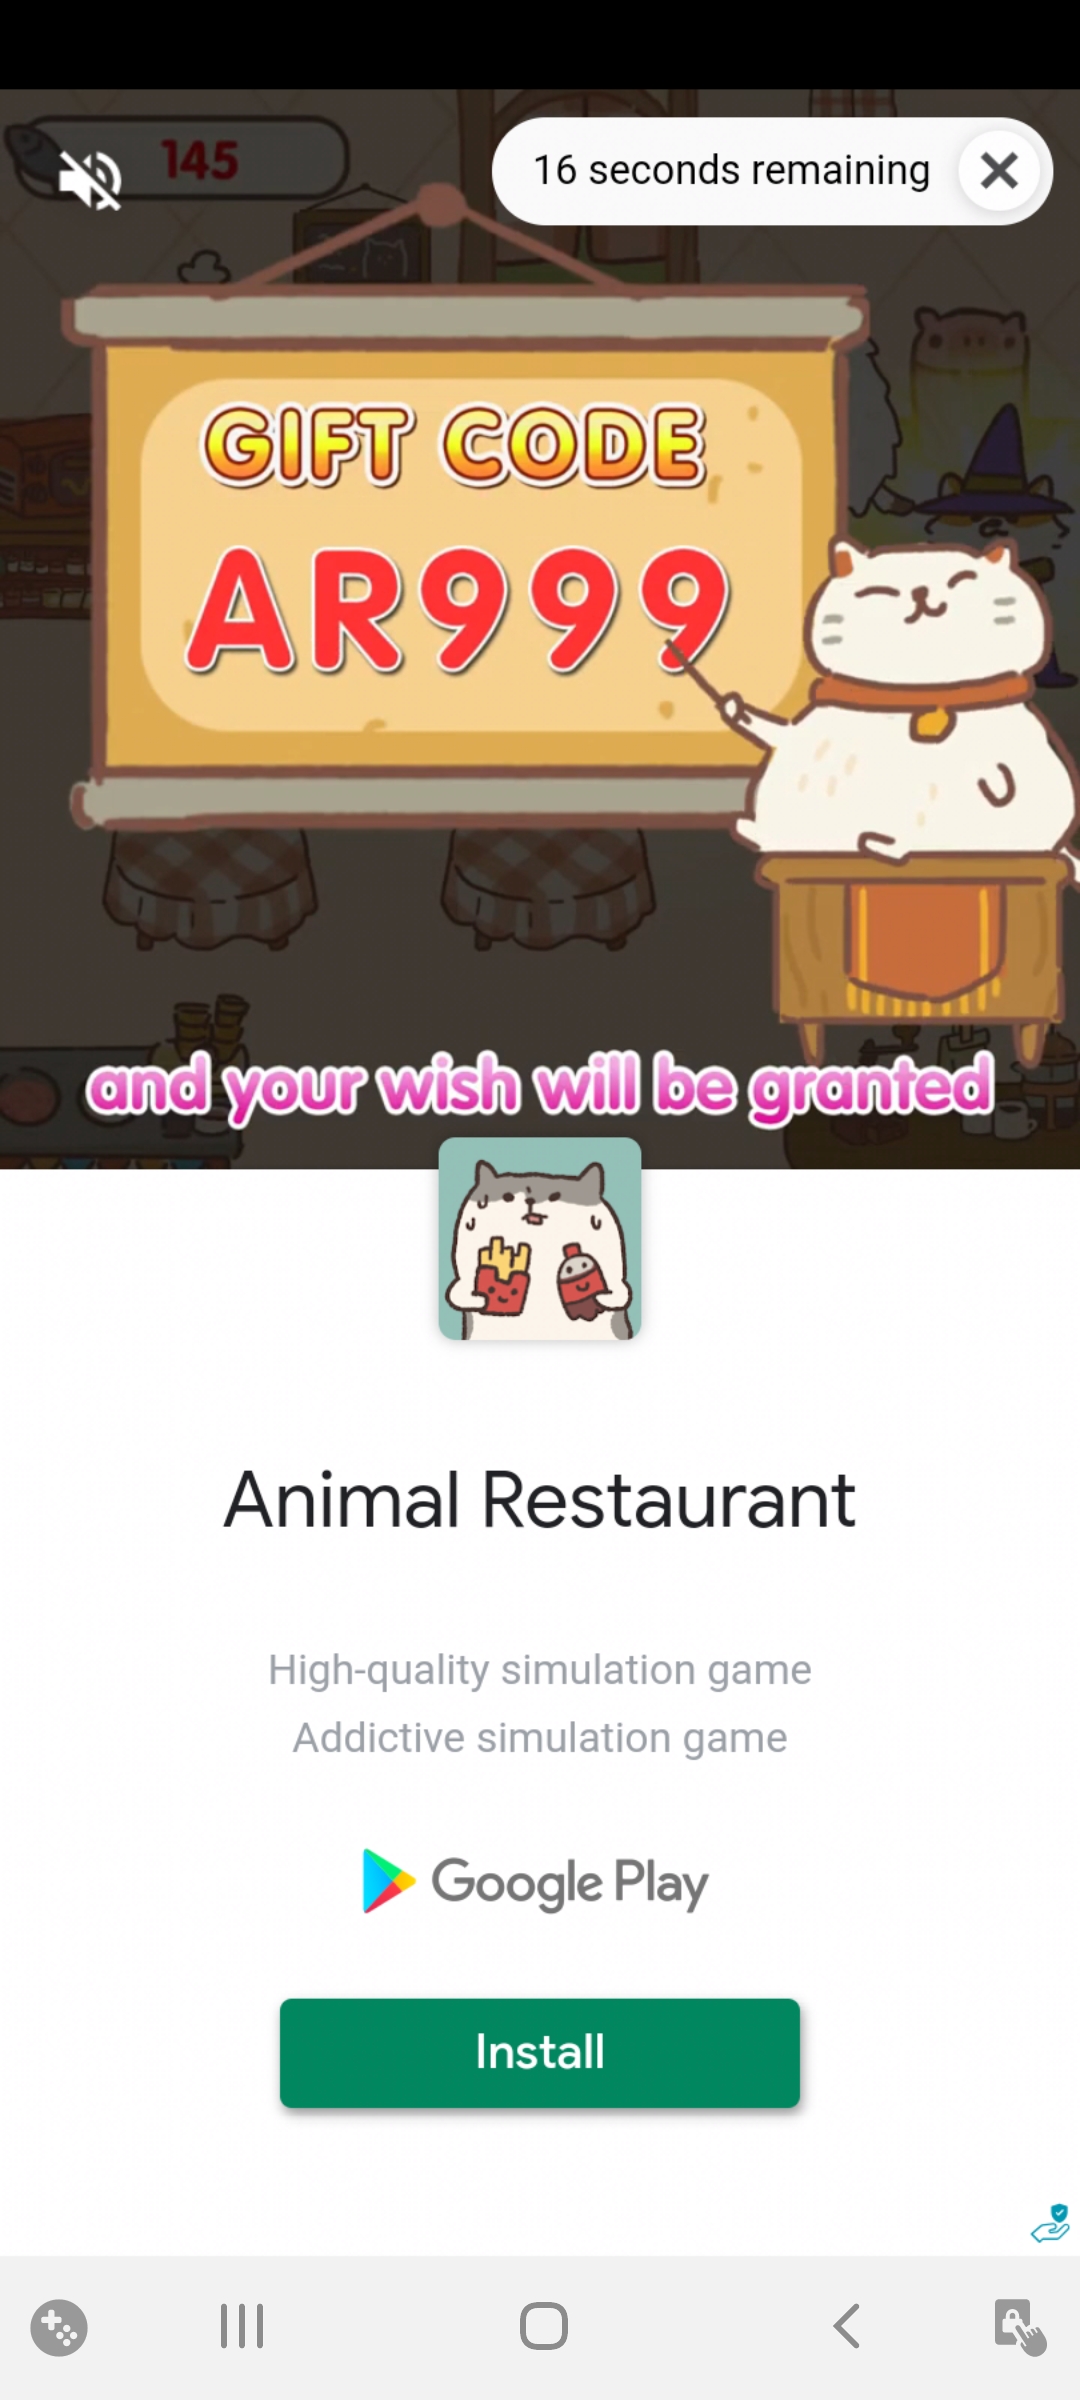 145
16 seconds remaining
GIFT CODE
AR999
and your wish will be granted
Animal Restaurant
High-quality simulation game
Addictive simulation game
Google Play
Install